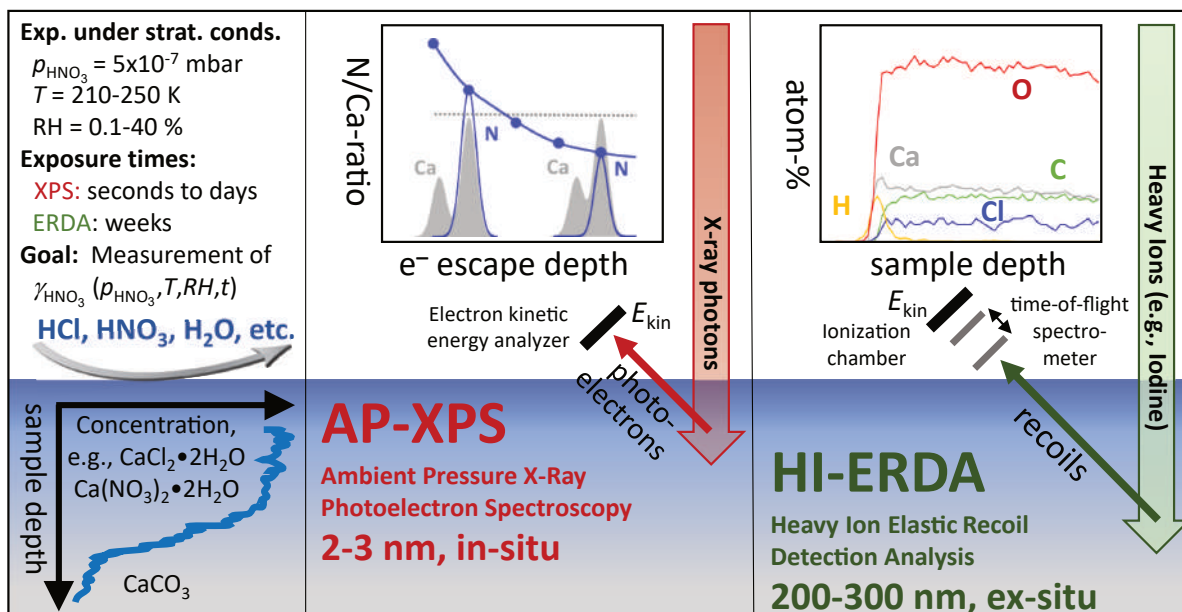 Exp. under strat. conds.
pHNO₃ = 5x10⁻⁷ mbar
T = 210-250 K
RH = 0.1-40 %
Exposure times:
XPS: seconds to days
ERDA: weeks
Goal: Measurement of
γHNO₃ (pHNO₃,T,RH,t)
HCl, HNO₃, H₂O, etc.
sample depth
Concentration,
e.g., CaCl₂•2H₂O
Ca(NO₃)₂•2H₂O
CaCO₃
N/Ca-ratio
Ca
N
Ca
N
e⁻ escape depth
Electron kinetic
energy analyzer
Ekin
X-ray photons
photo-
electrons
AP-XPS
Ambient Pressure X-Ray
Photoelectron Spectroscopy
2-3 nm, in-situ
atom-%
O
Ca
C
H
Cl
sample depth
Ekin
Ionization
chamber
time-of-flight
spectro-
meter
Heavy Ions (e.g., Iodine)
recoils
HI-ERDA
Heavy Ion Elastic Recoil
Detection Analysis
200-300 nm, ex-situ